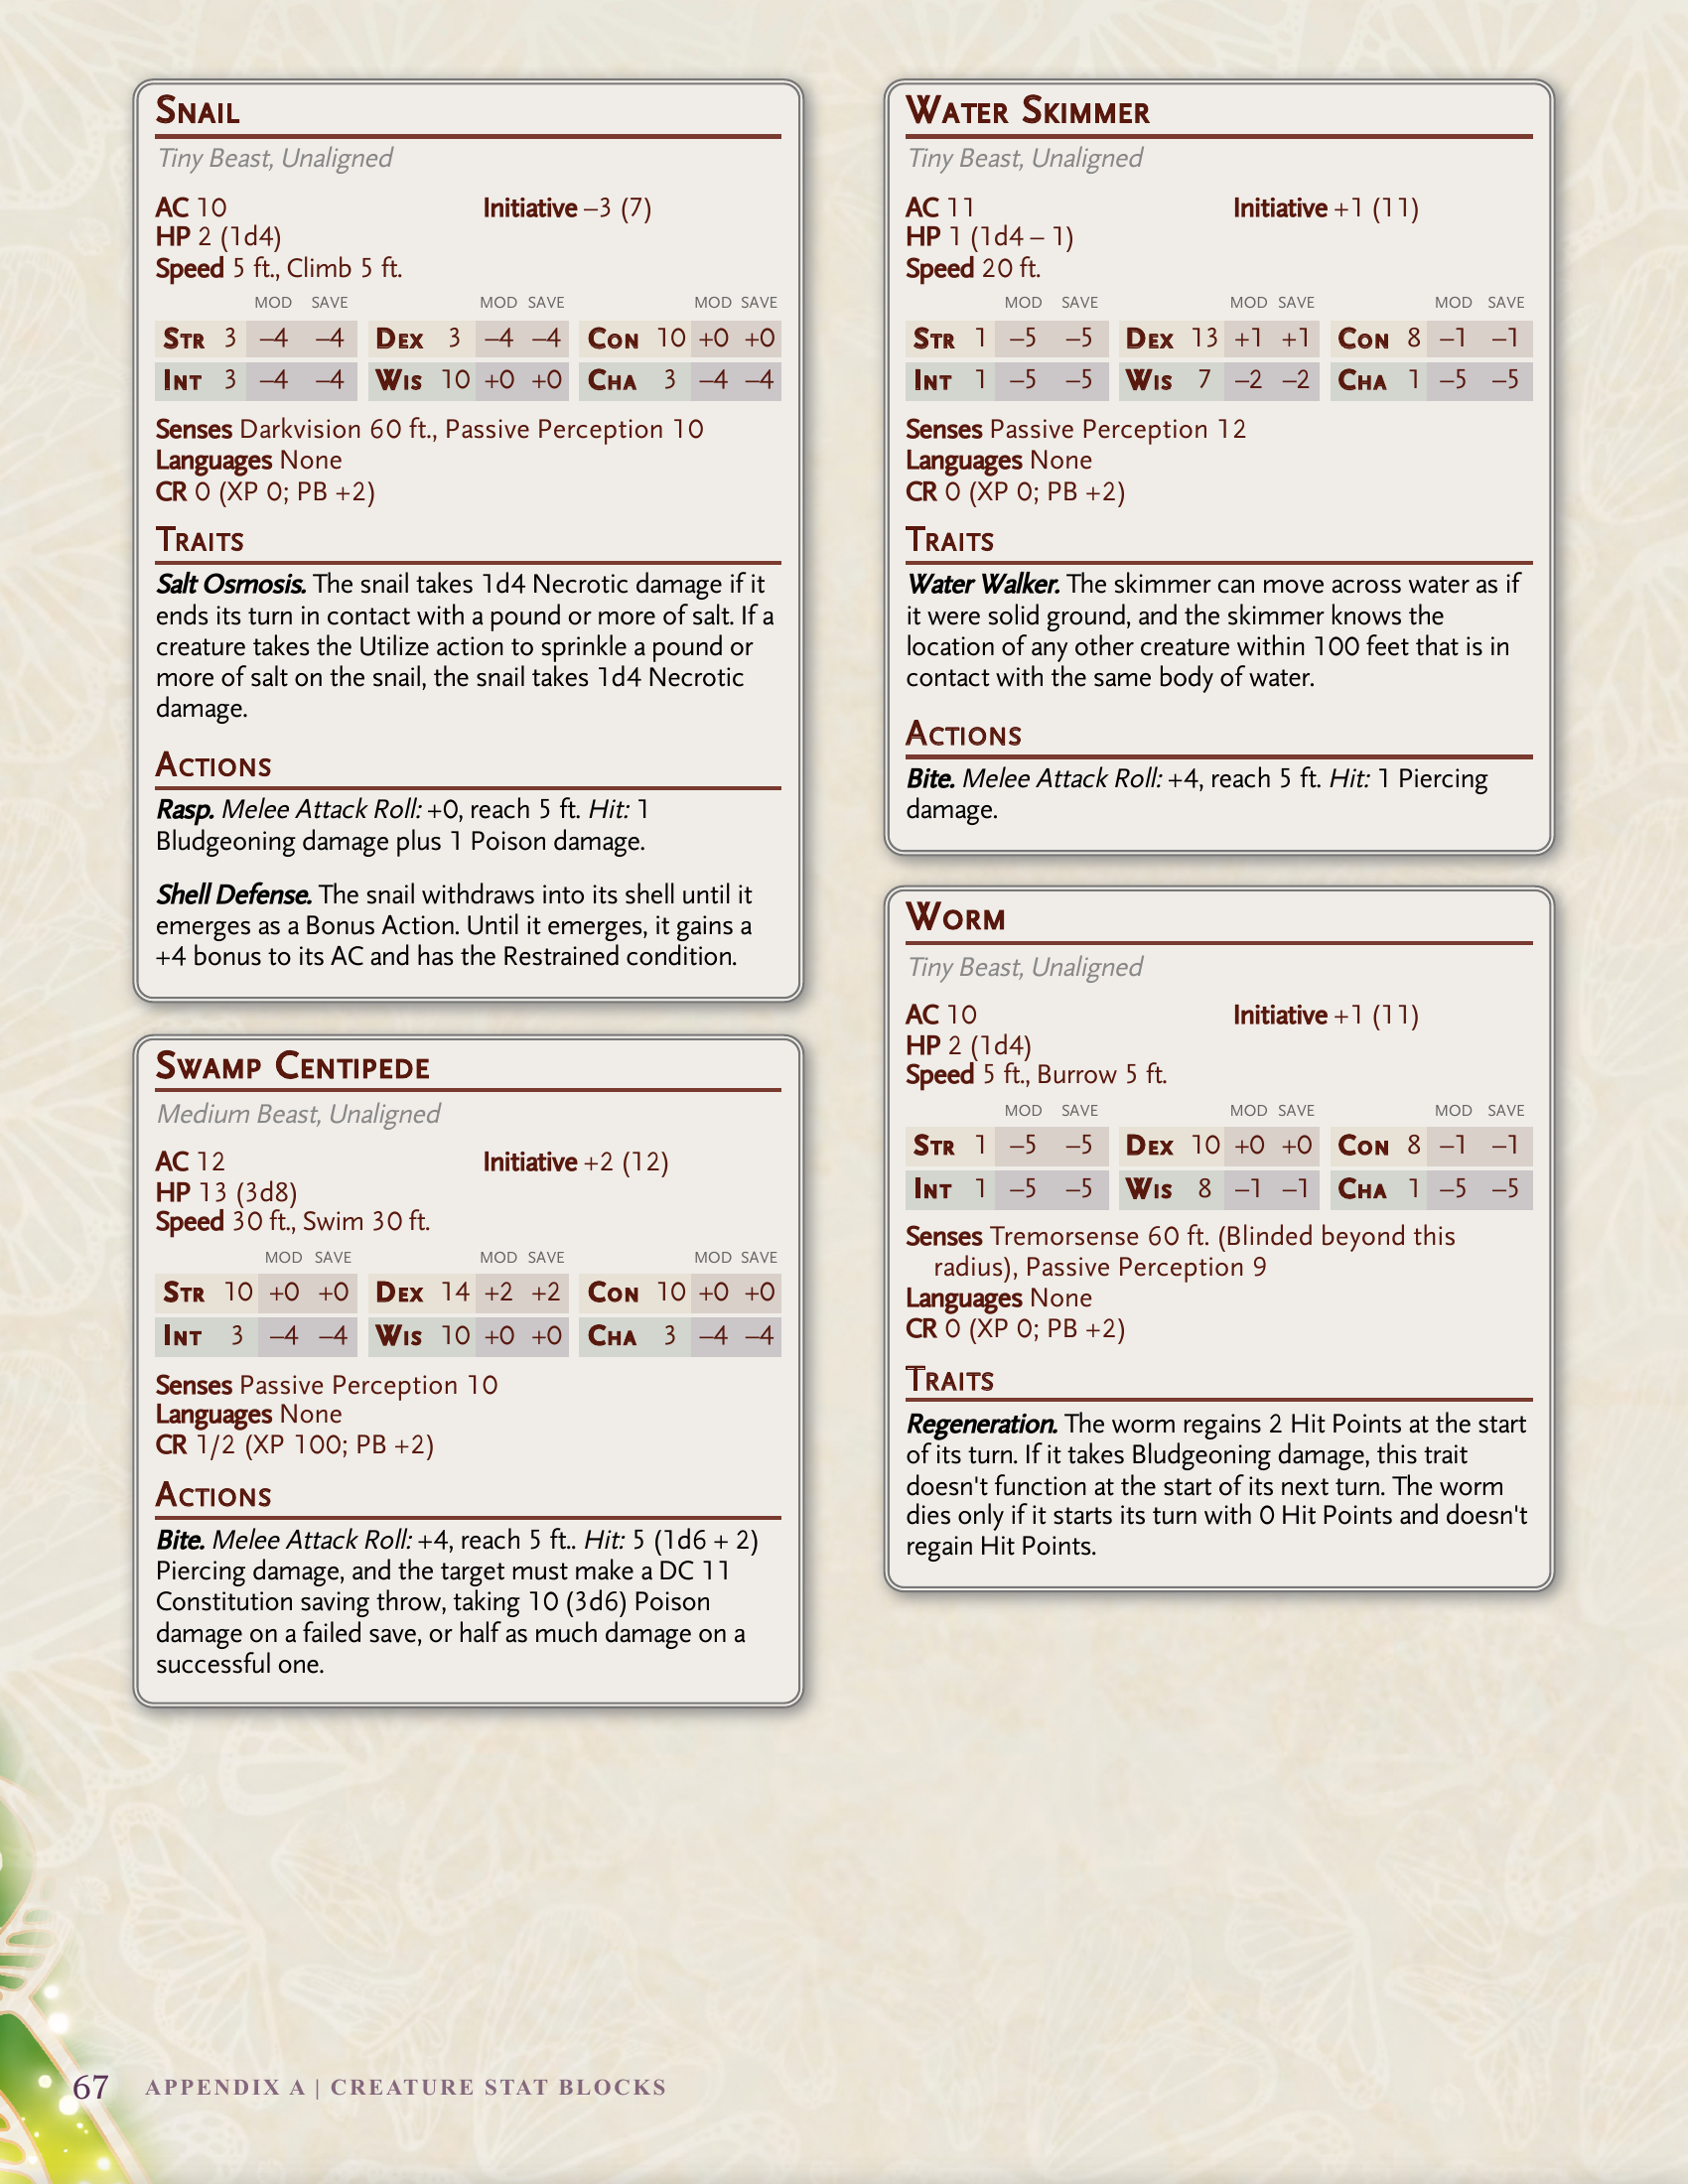 Snail
Tiny Beast, Unaligned
AC 10 Initiative –3 (7)
HP 2 (1d4)
Speed 5 ft., Climb 5 ft.
MOD SAVE MOD SAVE MOD SAVE
Str 3 –4 –4 Dex 3 –4 –4 Con 10 +0 +0
Int 3 –4 –4 Wis 10 +0 +0 Cha 3 –4 –4
Senses Darkvision 60 ft., Passive Perception 10
Languages None
CR 0 (XP 0; PB +2)
Traits
Salt Osmosis. The snail takes 1d4 Necrotic damage if it
ends its turn in contact with a pound or more of salt. If a
creature takes the Utilize action to sprinkle a pound or
more of salt on the snail, the snail takes 1d4 Necrotic
damage.
Actions
Rasp. Melee Attack Roll: +0, reach 5 ft. Hit: 1
Bludgeoning damage plus 1 Poison damage.
Shell Defense. The snail withdraws into its shell until it
emerges as a Bonus Action. Until it emerges, it gains a
+4 bonus to its AC and has the Restrained condition.
Swamp Centipede
Medium Beast, Unaligned
AC 12 Initiative +2 (12)
HP 13 (3d8)
Speed 30 ft., Swim 30 ft.
MOD SAVE MOD SAVE MOD SAVE
Str 10 +0 +0 Dex 14 +2 +2 Con 10 +0 +0
Int 3 –4 –4 Wis 10 +0 +0 Cha 3 –4 –4
Senses Passive Perception 10
Languages None
CR 1/2 (XP 100; PB +2)
Actions
Bite. Melee Attack Roll: +4, reach 5 ft.. Hit: 5 (1d6 + 2)
Piercing damage, and the target must make a DC 11
Constitution saving throw, taking 10 (3d6) Poison
damage on a failed save, or half as much damage on a
successful one.
Water Skimmer
Tiny Beast, Unaligned
AC 11 Initiative +1 (11)
HP 1 (1d4 – 1)
Speed 20 ft.
MOD SAVE MOD SAVE MOD SAVE
Str 1 –5 –5 Dex 13 +1 +1 Con 8 –1 –1
Int 1 –5 –5 Wis 7 –2 –2 Cha 1 –5 –5
Senses Passive Perception 12
Languages None
CR 0 (XP 0; PB +2)
Traits
Water Walker. The skimmer can move across water as if
it were solid ground, and the skimmer knows the
location of any other creature within 100 feet that is in
contact with the same body of water.
Actions
Bite. Melee Attack Roll: +4, reach 5 ft. Hit: 1 Piercing
damage.
Worm
Tiny Beast, Unaligned
AC 10 Initiative +1 (11)
HP 2 (1d4)
Speed 5 ft., Burrow 5 ft.
MOD SAVE MOD SAVE MOD SAVE
Str 1 –5 –5 Dex 10 +0 +0 Con 8 –1 –1
Int 1 –5 –5 Wis 8 –1 –1 Cha 1 –5 –5
Senses Tremorsense 60 ft. (Blinded beyond this
radius), Passive Perception 9
Languages None
CR 0 (XP 0; PB +2)
Traits
Regeneration. The worm regains 2 Hit Points at the start
of its turn. If it takes Bludgeoning damage, this trait
doesn't function at the start of its next turn. The worm
dies only if it starts its turn with 0 Hit Points and doesn't
regain Hit Points.
67 APPENDIX A | CREATURE STAT BLOCKS